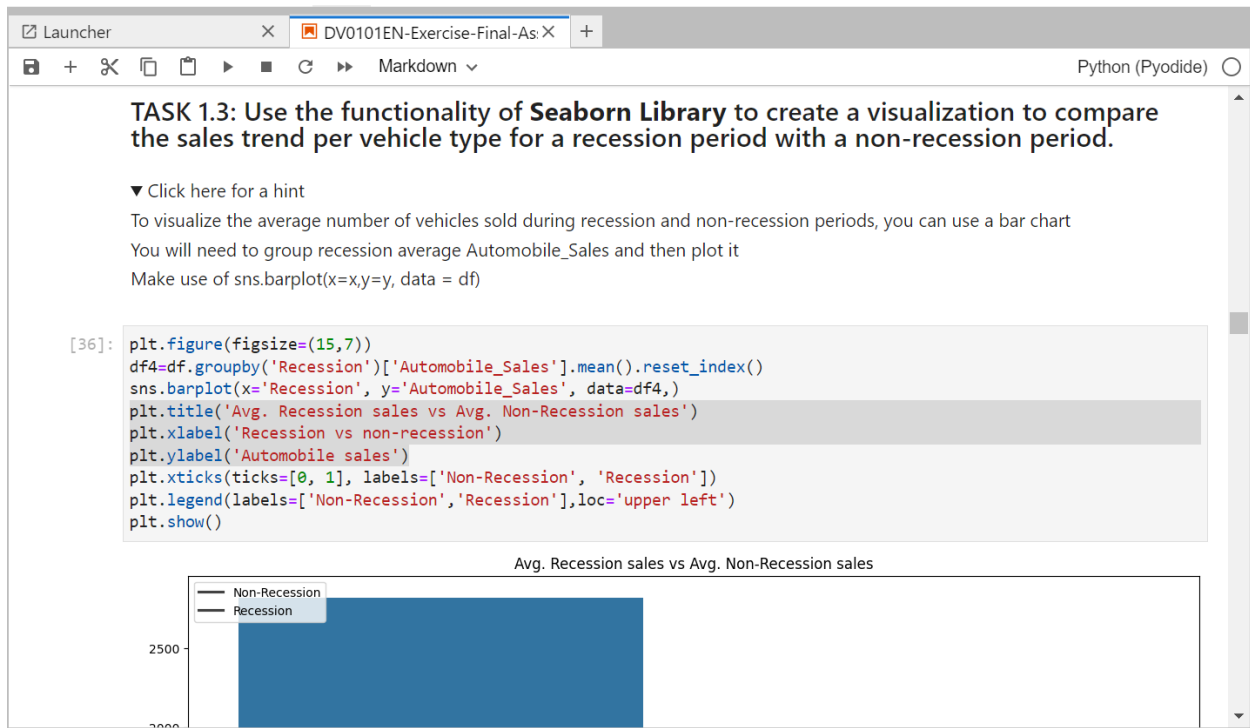 Launcher
DV0101EN-Exercise-Final-As:
Markdown
Python (Pyodide)
TASK 1.3: Use the functionality of Seaborn Library to create a visualization to compare
the sales trend per vehicle type for a recession period with a non-recession period.
▼ Click here for a hint
To visualize the average number of vehicles sold during recession and non-recession periods, you can use a bar chart
You will need to group recession average Automobile_Sales and then plot it
Make use of sns.barplot(x=x,y=y, data = df)
[36]:
plt.figure(figsize=(15,7))
df4=df.groupby('Recession')['Automobile_Sales'].mean().reset_index()
sns.barplot(x='Recession', y='Automobile_Sales', data=df4,)
plt.title('Avg. Recession sales vs Avg. Non-Recession sales')
plt.xlabel('Recession vs non-recession')
plt.ylabel('Automobile sales')
plt.xticks(ticks=[0, 1], labels=['Non-Recession', 'Recession'])
plt.legend(labels=['Non-Recession','Recession'],loc='upper left')
plt.show()
Avg. Recession sales vs Avg. Non-Recession sales
Non-Recession
Recession
2500